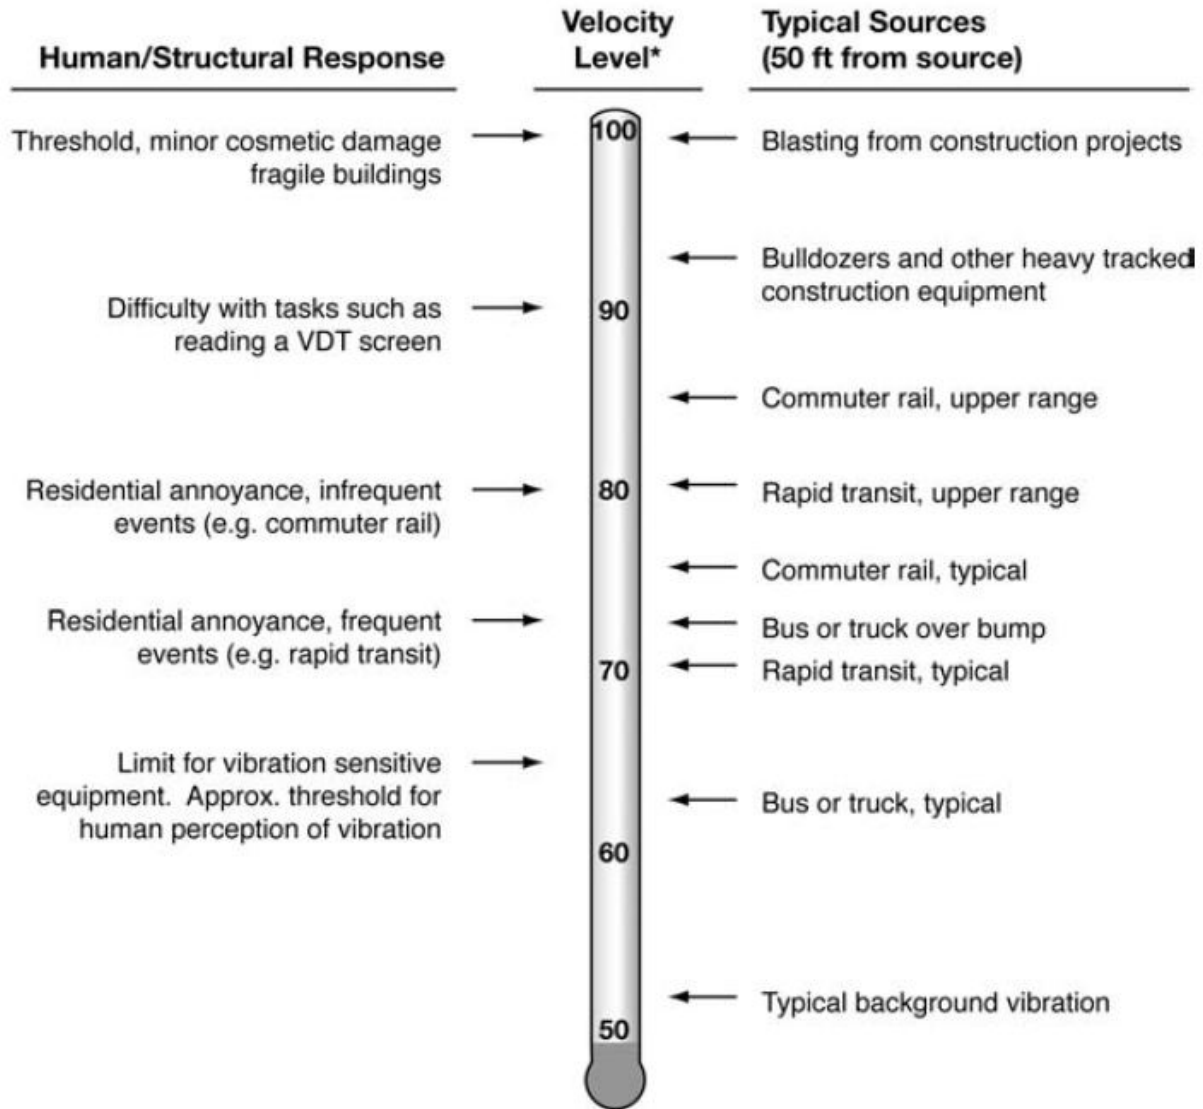 Human/Structural Response
Velocity
Level*
Typical Sources
(50 ft from source)
Threshold, minor cosmetic damage
fragile buildings
100
Blasting from construction projects
Bulldozers and other heavy tracked
construction equipment
Difficulty with tasks such as
reading a VDT screen
90
Commuter rail, upper range
Residential annoyance, infrequent
events (e.g. commuter rail)
80
Rapid transit, upper range
Commuter rail, typical
Residential annoyance, frequent
events (e.g. rapid transit)
Bus or truck over bump
70
Rapid transit, typical
Limit for vibration sensitive
equipment.  Approx. threshold for
human perception of vibration
Bus or truck, typical
60
Typical background vibration
50